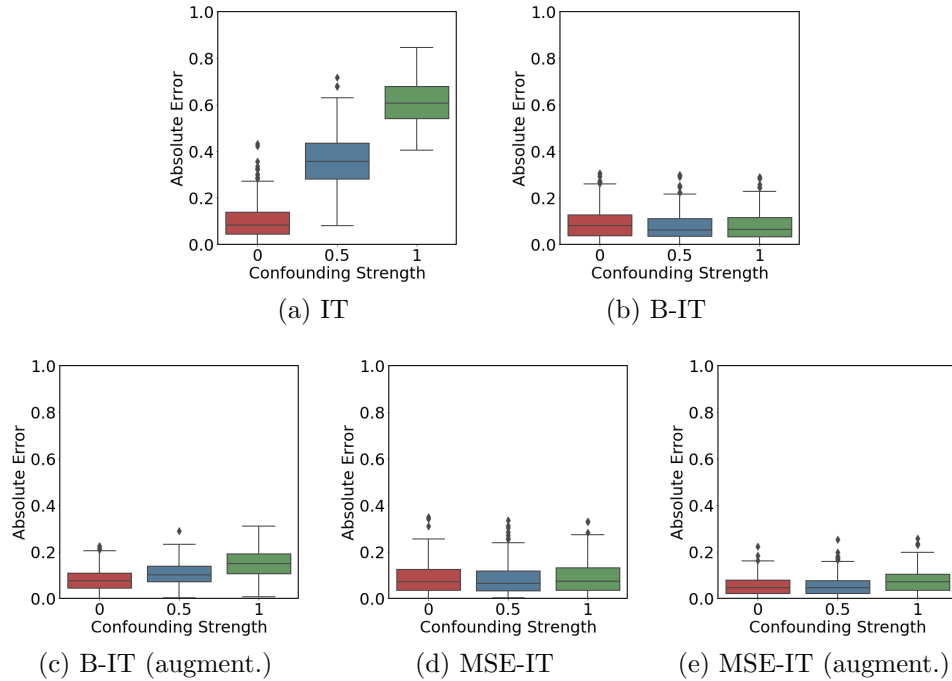 1.0
0.8
0.6
0.4
0.2
0.0
Absolute Error
0 0.5 1
Confounding Strength
(a) IT
1.0
0.8
0.6
0.4
0.2
0.0
Absolute Error
0 0.5 1
Confounding Strength
(b) B-IT
1.0
0.8
0.6
0.4
0.2
0.0
Absolute Error
0 0.5 1
Confounding Strength
(c) B-IT (augment.)
1.0
0.8
0.6
0.4
0.2
0.0
Absolute Error
0 0.5 1
Confounding Strength
(d) MSE-IT
1.0
0.8
0.6
0.4
0.2
0.0
Absolute Error
0 0.5 1
Confounding Strength
(e) MSE-IT (augment.)